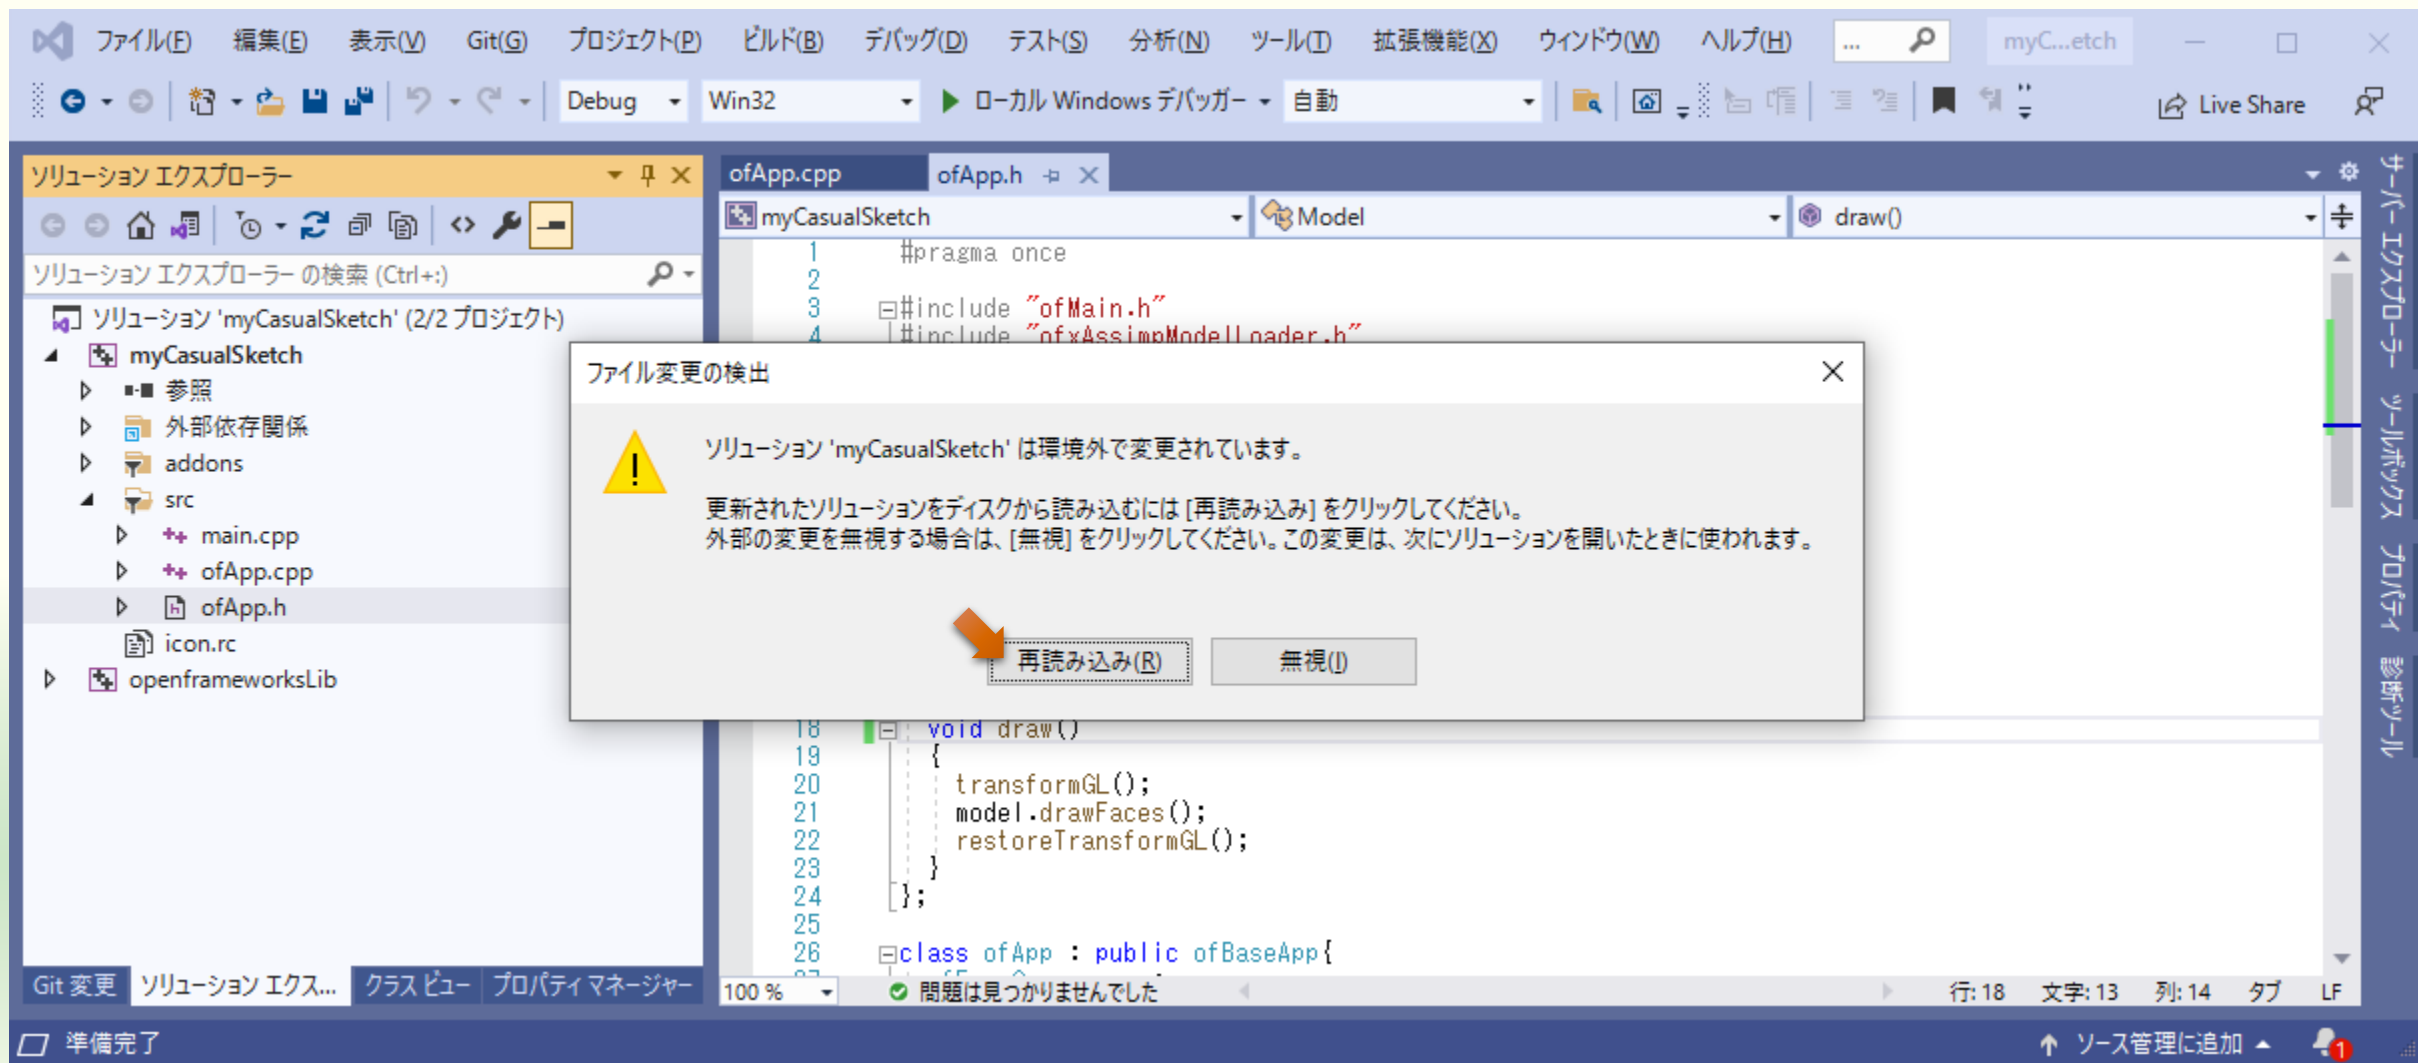 ファイル(F) 編集(E) 表示(V) Git(G) プロジェクト(P) ビルド(B) デバッグ(D) テスト(S) 分析(N) ツール(T) 拡張機能(X) ウィンドウ(W) ヘルプ(H) ... myC...etch
Debug Win32 ローカル Windows デバッガー 自動 Live Share
ソリューション エクスプローラー
ソリューション エクスプローラー の検索 (Ctrl+:)
ソリューション 'myCasualSketch' (2/2 プロジェクト)
myCasualSketch
参照
外部依存関係
addons
src
main.cpp
ofApp.cpp
ofApp.h
icon.rc
openframeworksLib
Git 変更 ソリューション エクス... クラス ビュー プロパティ マネージャー
ofApp.cpp ofApp.h
myCasualSketch Model draw()
1 #pragma once
2
3 #include "ofMain.h"
4 #include "ofxAssimpModelLoader.h"
ファイル変更の検出
ソリューション 'myCasualSketch' は環境外で変更されています。
更新されたソリューションをディスクから読み込むには [再読み込み] をクリックしてください。
外部の変更を無視する場合は、[無視] をクリックしてください。この変更は、次にソリューションを開いたときに使われます。
再読み込み(R) 無視(I)
18 void draw()
19 {
20 transformGL();
21 model.drawFaces();
22 restoreTransformGL();
23 }
24 };
25
26 class ofApp : public ofBaseApp{
100 % 問題は見つかりませんでした 行: 18 文字: 13 列: 14 タブ LF
サーバー エクスプローラー
ツールボックス
プロパティ
診断ツール
準備完了 ソース管理に追加 1